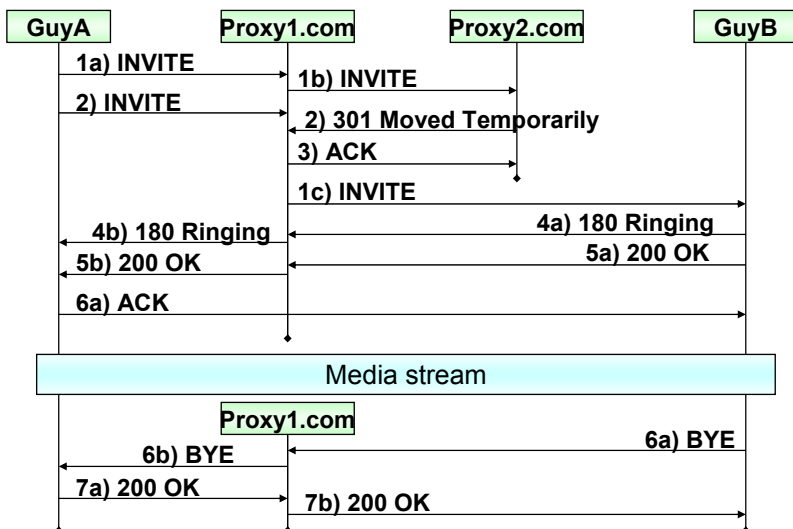 GuyA
Proxy1.com
Proxy2.com
GuyB
1a) INVITE
1b) INVITE
2) INVITE
2) 301 Moved Temporarily
3) ACK
1c) INVITE
4a) 180 Ringing
4b) 180 Ringing
5a) 200 OK
5b) 200 OK
6a) ACK
Media stream
Proxy1.com
6a) BYE
6b) BYE
7a) 200 OK
7b) 200 OK